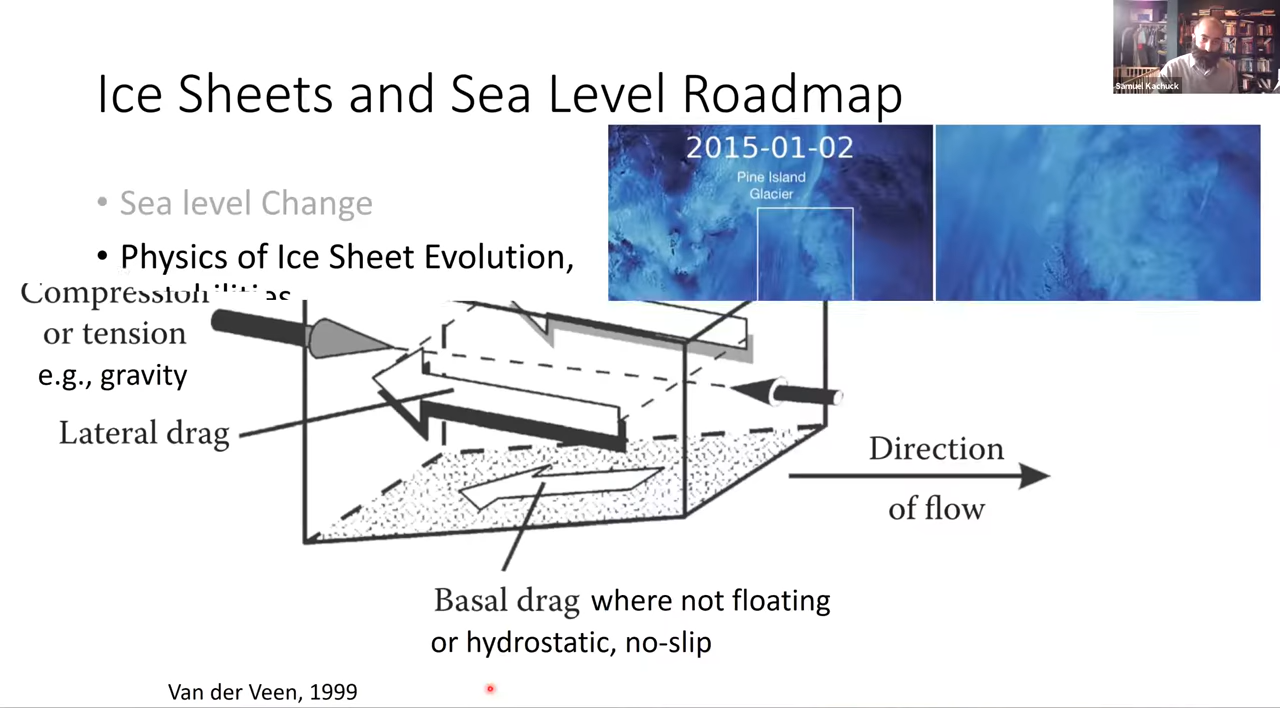 Samuel Kachuck
Ice Sheets and Sea Level Roadmap
2015-01-02
Pine Island
Glacier
• Sea level Change
• Physics of Ice Sheet Evolution,
Compression
or tension
e.g., gravity
Lateral drag
Direction
of flow
Basal drag where not floating
or hydrostatic, no-slip
Van der Veen, 1999